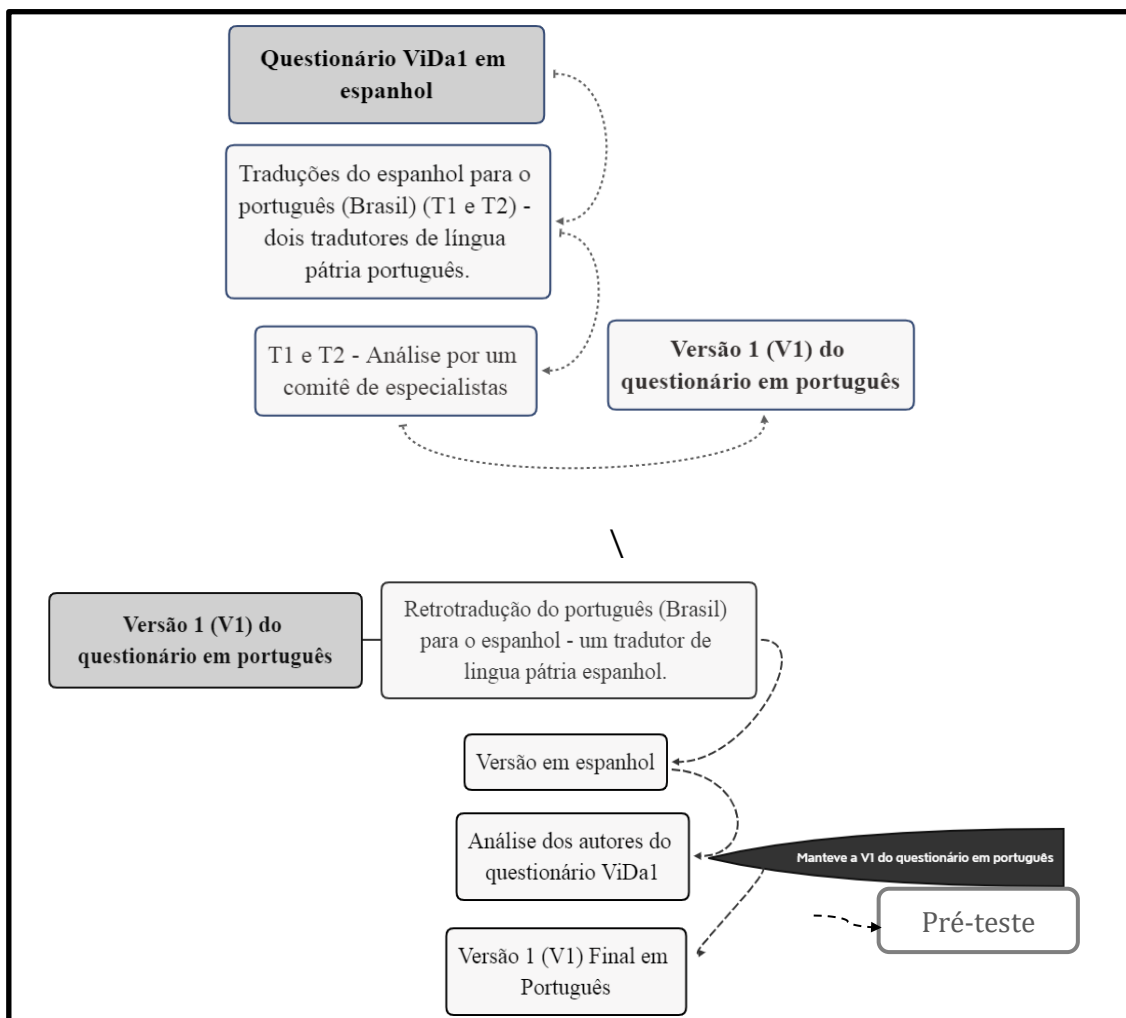 Questionário ViDa1 em
espanhol
Traduções do espanhol para o
português (Brasil) (T1 e T2) -
dois tradutores de língua
pátria português.
T1 e T2 - Análise por um
comitê de especialistas
Versão 1 (V1) do
questionário em português
\
Versão 1 (V1) do
questionário em português
Retrotradução do português (Brasil)
para o espanhol - um tradutor de
lingua pátria espanhol.
Versão em espanhol
Análise dos autores do
questionário ViDa1
Manteve a V1 do questionário em português
Pré-teste
Versão 1 (V1) Final em
Português